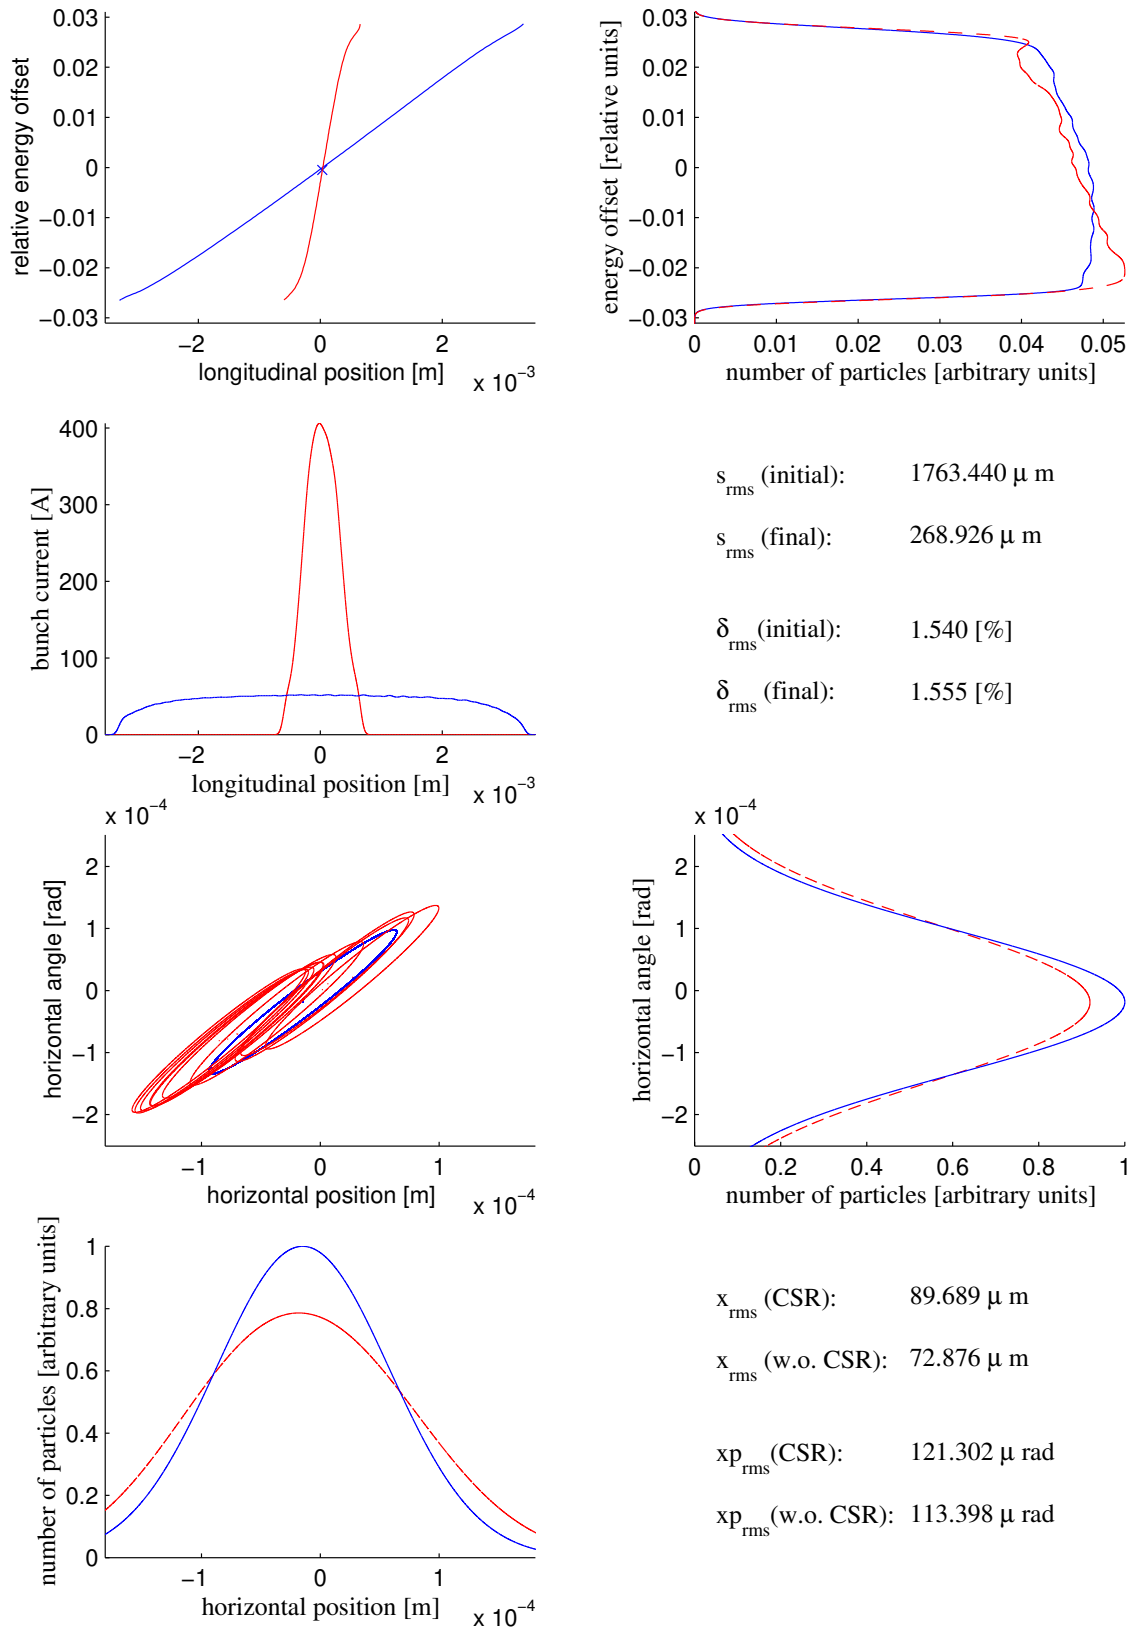 0.03
0.02
0.01
0
−0.01
−0.02
−0.03
relative energy offset
−2
0
2
longitudinal position [m]
x 10−3
0.03
0.02
0.01
0
−0.01
−0.02
−0.03
energy offset [relative units]
0
0.01
0.02
0.03
0.04
0.05
number of particles [arbitrary units]
400
300
200
100
0
bunch current [A]
−2
0
2
longitudinal position [m]
x 10−3
srms (initial): 1763.440 μ m
srms (final): 268.926 μ m
δrms(initial): 1.540 [%]
δrms (final): 1.555 [%]
x 10−4
2
1
0
−1
−2
horizontal angle [rad]
−1
0
1
horizontal position [m]
x 10−4
x 10−4
2
1
0
−1
−2
horizontal angle [rad]
0
0.2
0.4
0.6
0.8
1
number of particles [arbitrary units]
1
0.8
0.6
0.4
0.2
0
number of particles [arbitrary units]
−1
0
1
horizontal position [m]
x 10−4
xrms (CSR): 89.689 μ m
xrms (w.o. CSR): 72.876 μ m
xprms(CSR): 121.302 μ rad
xprms(w.o. CSR): 113.398 μ rad